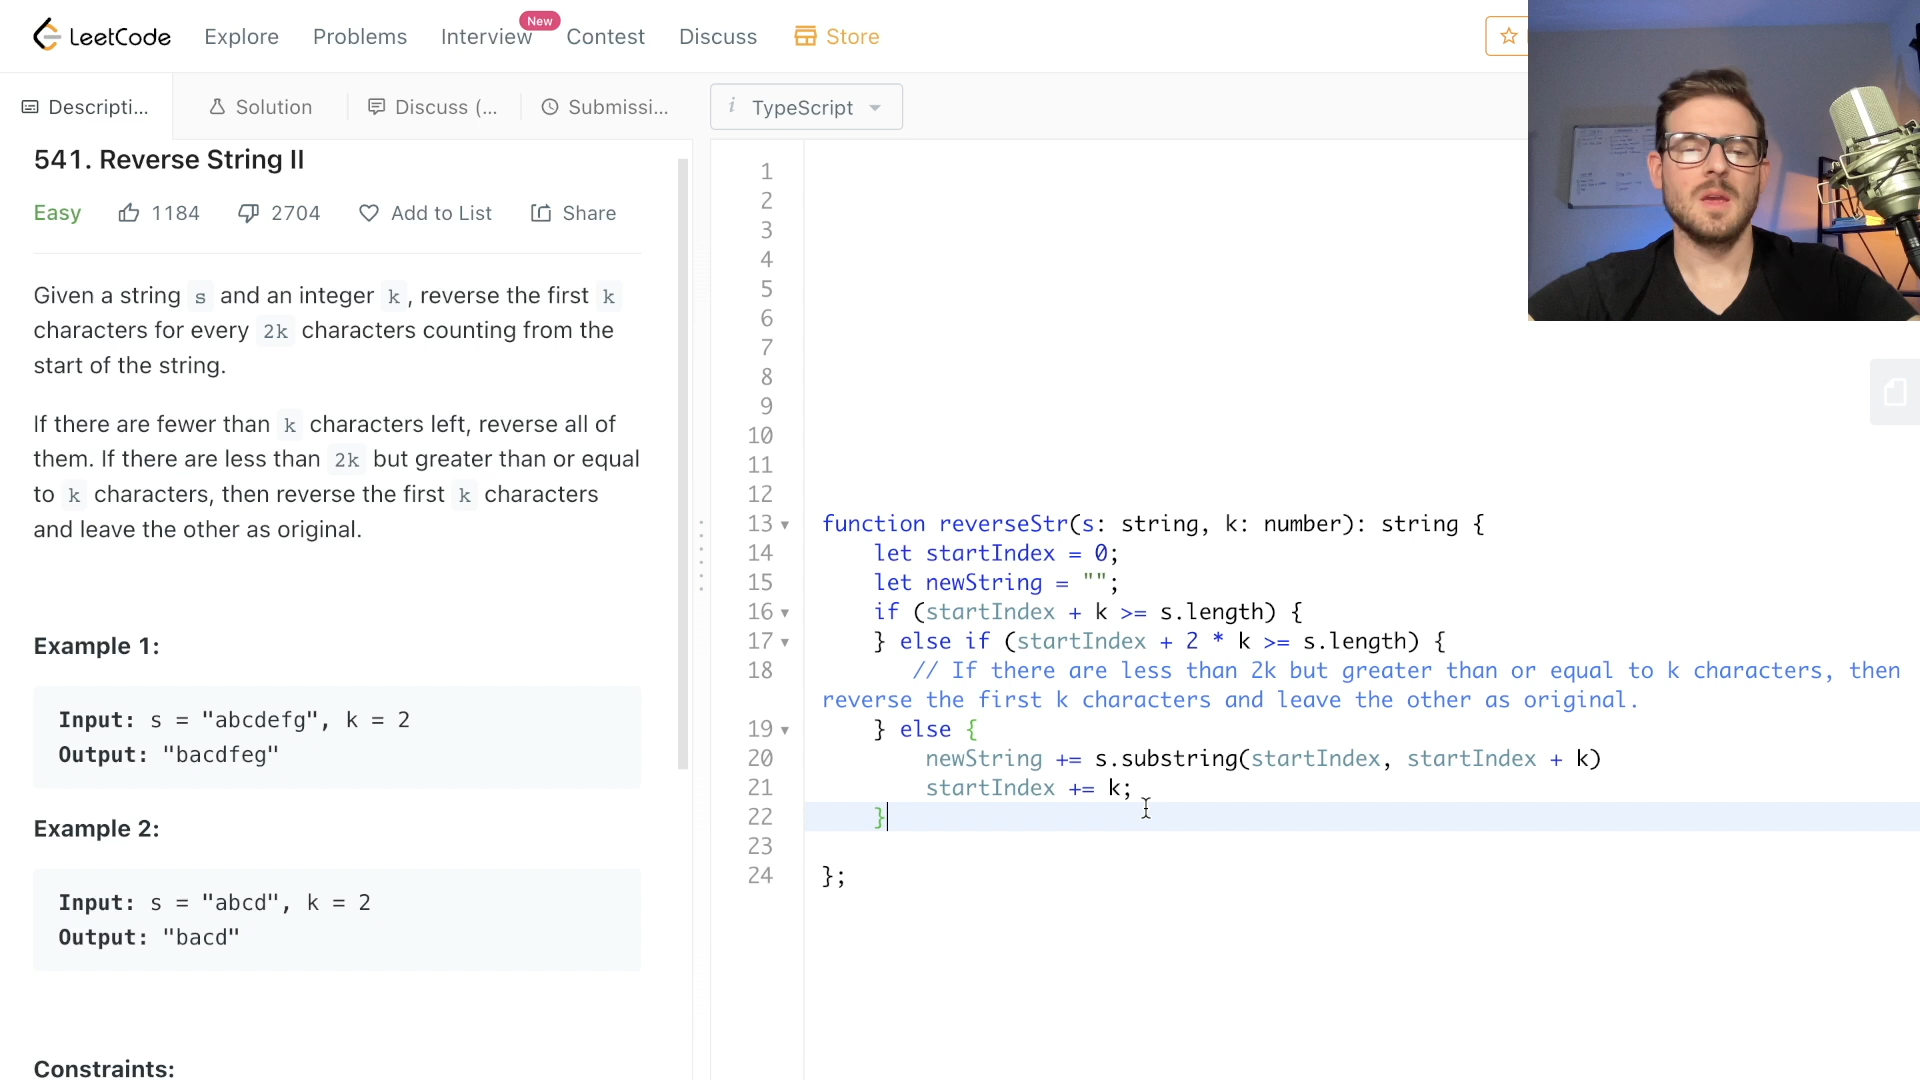 LeetCode Explore Problems Interview New Contest Discuss Store
Descripti... Solution Discuss (... Submissi... i TypeScript
541. Reverse String II
Easy 1184 2704 Add to List Share
Given a string s and an integer k , reverse the first k
characters for every 2k characters counting from the
start of the string.
If there are fewer than k characters left, reverse all of
them. If there are less than 2k but greater than or equal
to k characters, then reverse the first k characters
and leave the other as original.
Example 1:
Input: s = "abcdefg", k = 2
Output: "bacdfeg"
Example 2:
Input: s = "abcd", k = 2
Output: "bacd"
Constraints:
1
2
3
4
5
6
7
8
9
10
11
12
13 function reverseStr(s: string, k: number): string {
14 let startIndex = 0;
15 let newString = "";
16 if (startIndex + k >= s.length) {
17 } else if (startIndex + 2 * k >= s.length) {
18 // If there are less than 2k but greater than or equal to k characters, then
reverse the first k characters and leave the other as original.
19 } else {
20 newString += s.substring(startIndex, startIndex + k)
21 startIndex += k;
22 }
23
24 };